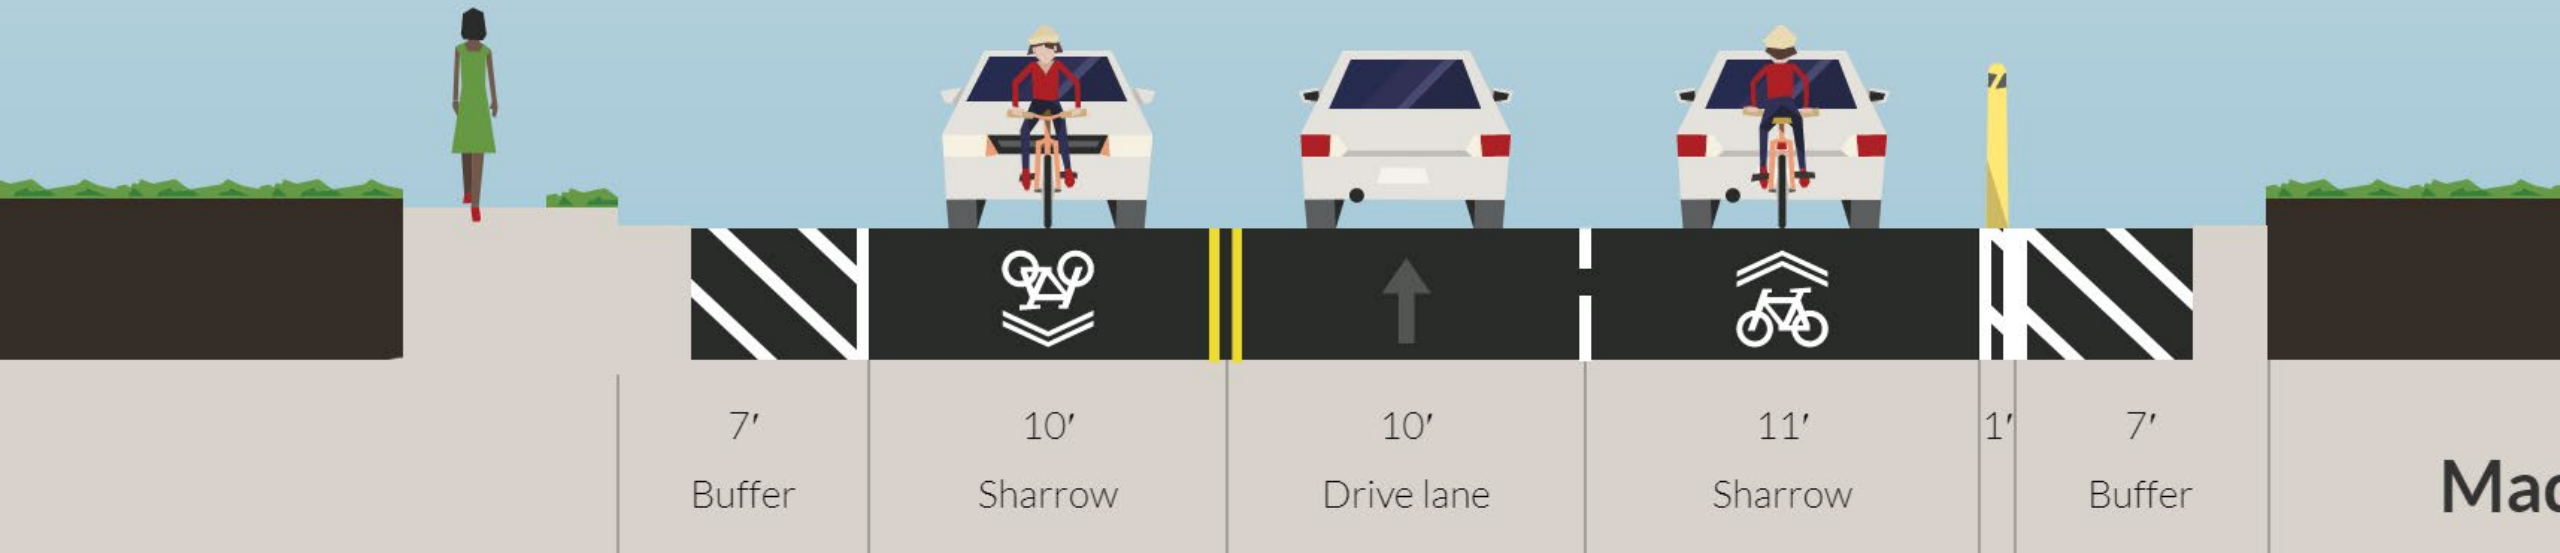 7′ 10′ 10′ 11′ 1′ 7′
Buffer Sharrow Drive lane Sharrow Buffer